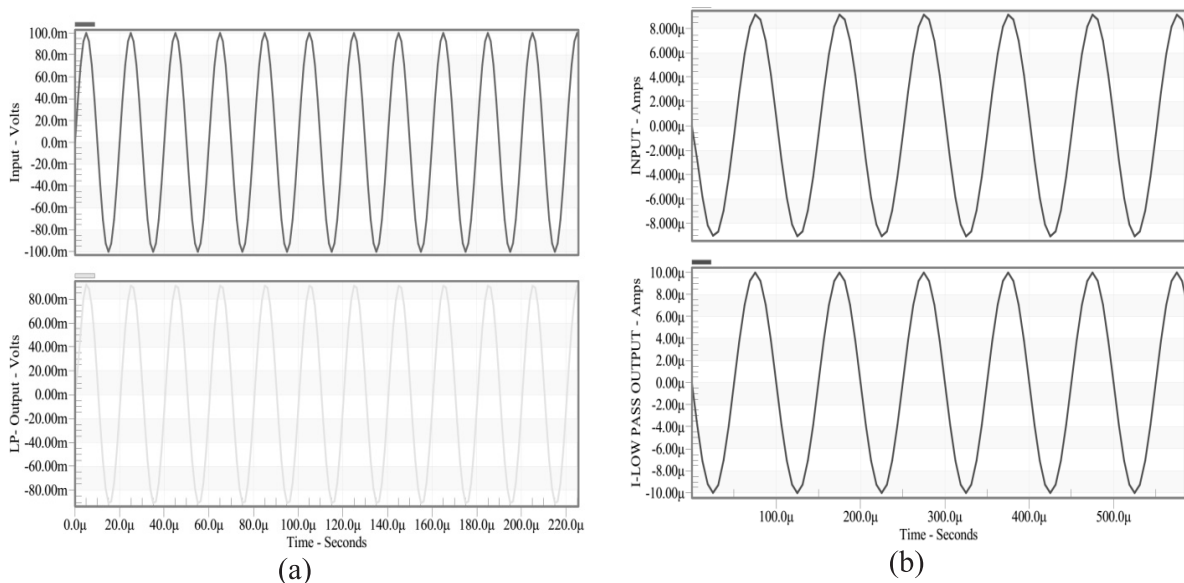 100.0m
80.0m
60.0m
40.0m
20.0m
0.0m
-20.0m
-40.0m
-60.0m
-80.0m
-100.0m
Input - Volts
80.00m
60.00m
40.00m
20.00m
0.00m
-20.00m
-40.00m
-60.00m
-80.00m
LP- Output - Volts
0.0µ 20.0µ 40.0µ 60.0µ 80.0µ 100.0µ 120.0µ 140.0µ 160.0µ 180.0µ 200.0µ 220.0µ
Time - Seconds
(a)
8.000µ
6.000µ
4.000µ
2.000µ
0.000µ
-2.000µ
-4.000µ
-6.000µ
-8.000µ
INPUT - Amps
10.00µ
8.00µ
6.00µ
4.00µ
2.00µ
0.00µ
-2.00µ
-4.00µ
-6.00µ
-8.00µ
-10.00µ
I-LOW PASS OUTPUT - Amps
100.0µ 200.0µ 300.0µ 400.0µ 500.0µ
Time - Seconds
(b)